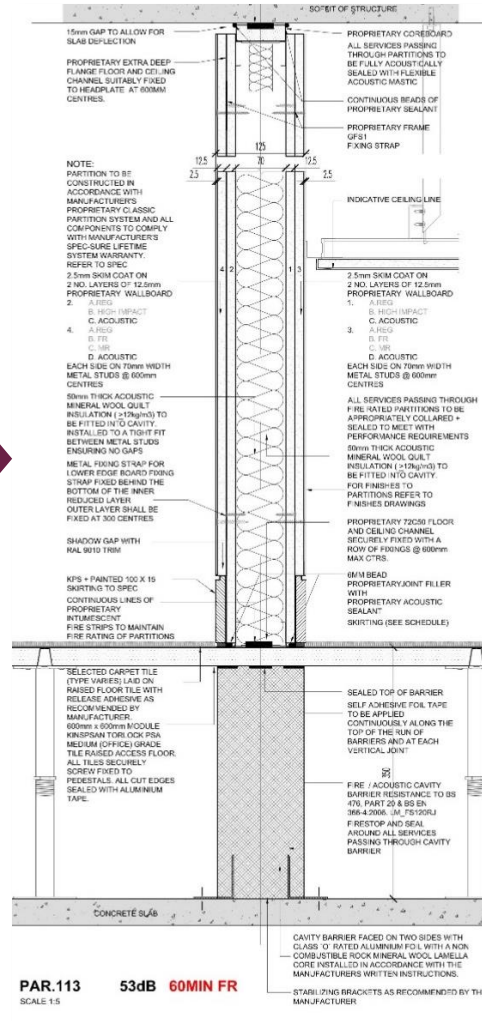 SOFFIT OF STRUCTURE
15mm GAP TO ALLOW FOR
SLAB DEFLECTION
PROPRIETARY EXTRA DEEP
FLANGE FLOOR AND CEILING
CHANNEL SUITABLY FIXED
TO HEADPLATE AT 600MM
CENTRES.
PROPRIETARY COREBOARD
ALL SERVICES PASSING
THROUGH PARTITIONS TO
BE FULLY ACOUSTICALLY
SEALED WITH FLEXIBLE
ACOUSTIC MASTIC
CONTINUOUS BEADS OF
PROPRIETARY SEALANT
PROPRIETARY FRAME
GFS1
FIXING STRAP
125
12.5 70 12.5
2.5 2.5
NOTE:
PARTITION TO BE
CONSTRUCTED IN
ACCORDANCE WITH
MANUFACTURER'S
PROPRIETARY CLASSIC
PARTITION SYSTEM AND ALL
COMPONENTS TO COMPLY
WITH MANUFACTURER'S
SPEC-SURE LIFETIME
SYSTEM WARRANTY.
REFER TO SPEC
2.5mm SKIM COAT ON
2 NO. LAYERS OF 12.5mm
PROPRIETARY WALLBOARD
2. A.REG
B. HIGH IMPACT
C. ACOUSTIC
4. A.REG
B. FR
C. MR
D. ACOUSTIC
EACH SIDE ON 70mm WIDTH
METAL STUDS @ 600mm
CENTRES
50mm THICK ACOUSTIC
MINERAL WOOL QUILT
INSULATION ( >12kg/m3) TO
BE FITTED INTO CAVITY.
INSTALLED TO A TIGHT FIT
BETWEEN METAL STUDS
ENSURING NO GAPS
METAL FIXING STRAP FOR
LOWER EDGE BOARD FIXING
STRAP FIXED BEHIND THE
BOTTOM OF THE INNER
REDUCED LAYER
OUTER LAYER SHALL BE
FIXED AT 300 CENTRES
SHADOW GAP WITH
RAL 9010 TRIM
KPS + PAINTED 100 X 15
SKIRTING TO SPEC
CONTINUOUS LINES OF
PROPRIETARY
INTUMESCENT
FIRE STRIPS TO MAINTAIN
FIRE RATING OF PARTITIONS
4 2 1 3
INDICATIVE CEILING LINE
2.5mm SKIM COAT ON
2 NO. LAYERS OF 12.5mm
PROPRIETARY WALLBOARD
1. A.REG
B. HIGH IMPACT
C. ACOUSTIC
3. A.REG
B. FR
C. MR
D. ACOUSTIC
EACH SIDE ON 70mm WIDTH
METAL STUDS @ 600mm
CENTRES
ALL SERVICES PASSING THROUGH
FIRE RATED PARTITIONS TO BE
APPROPRIATELY COLLARED +
SEALED TO MEET WITH
PERFORMANCE REQUIREMENTS
50mm THICK ACOUSTIC
MINERAL WOOL QUILT
INSULATION ( >12kg/m3) TO
BE FITTED INTO CAVITY.
FOR FINISHES TO
PARTITIONS REFER TO
FINISHES DRAWINGS
PROPRIETARY 72C50 FLOOR
AND CEILING CHANNEL
SECURELY FIXED WITH A
ROW OF FIXINGS @ 600mm
MAX CTRS.
6MM BEAD
PROPRIETARYJOINT FILLER
WITH
PROPRIETARY ACOUSTIC
SEALANT
SKIRTING (SEE SCHEDULE)
SELECTED CARPET TILE
(TYPE VARIES) LAID ON
RAISED FLOOR TILE WITH
RELEASE ADHESIVE AS
RECOMMENDED BY
MANUFACTURER.
600mm x 600mm MODULE
KINSPSAN TORLOCK PSA
MEDIUM (OFFICE) GRADE
TILE RAISED ACCESS FLOOR.
ALL TILES SECURELY
SCREW FIXED TO
PEDESTALS. ALL CUT EDGES
SEALED WITH ALUMINIUM
TAPE.
SEALED TOP OF BARRIER
SELF ADHESIVE FOIL TAPE
TO BE APPLIED
CONTINUOUSLY ALONG THE
TOP OF THE RUN OF
BARRIERS AND AT EACH
VERTICAL JOINT
350
FIRE / ACOUSTIC CAVITY
BARRIER RESISTANCE TO BS
476, PART 20 & BS EN
366-4:2006. LM_FS120RJ
FIRESTOP AND SEAL
AROUND ALL SERVICES
PASSING THROUGH CAVITY
BARRIER
CONCRETE SLAB
CAVITY BARRIER FACED ON TWO SIDES WITH
CLASS 'O' RATED ALUMINIUM FOIL WITH A NON
COMBUSTIBLE ROCK MINERAL WOOL LAMELLA
CORE INSTALLED IN ACCORDANCE WITH THE
MANUFACTURERS WRITTEN INSTRUCTIONS.
STABILIZING BRACKETS AS RECOMMENDED BY TH
MANUFACTURER
PAR.113 53dB 60MIN FR
SCALE 1:5